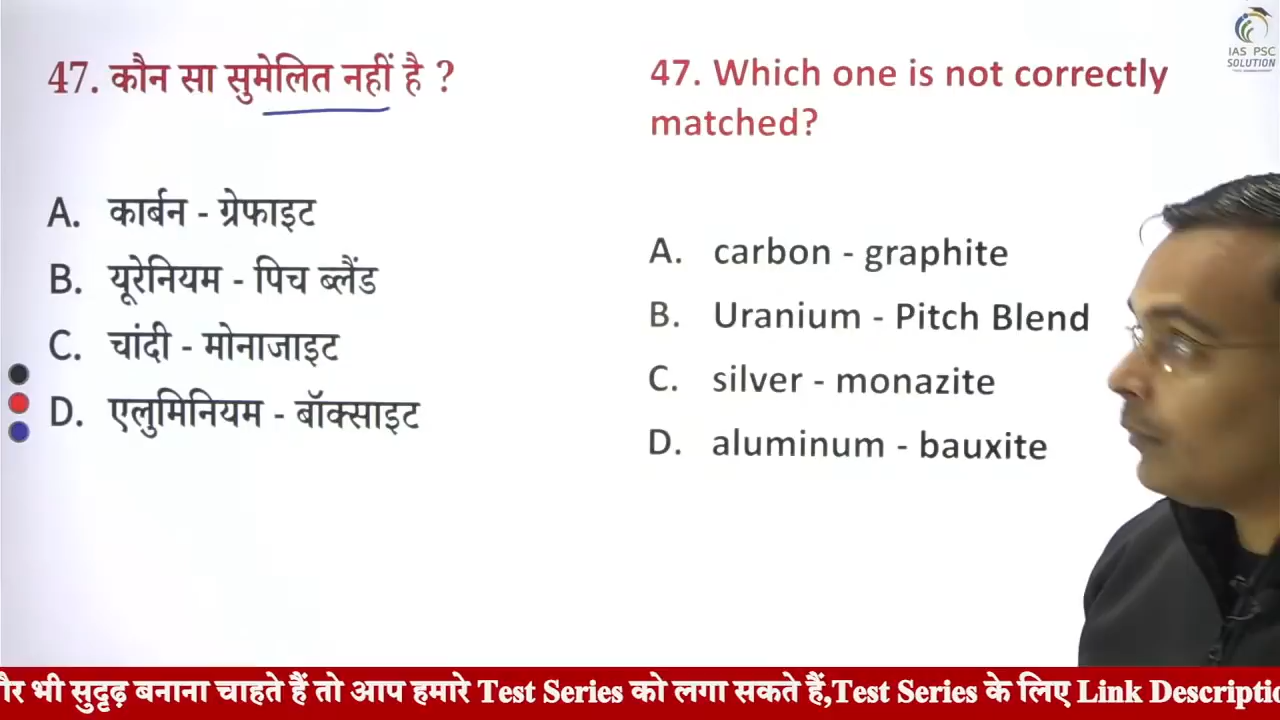 47. कौन सा सुमेलित नहीं है ?
A. कार्बन - ग्रेफाइट
B. यूरेनियम - पिच ब्लैंड
C. चांदी - मोनाजाइट
D. एलुमिनियम - बॉक्साइट
47. Which one is not correctly
matched?
A. carbon - graphite
B. Uranium - Pitch Blend
C. silver - monazite
D. aluminum - bauxite
IAS PSC
SOLUTION
भी सुदृढ़ बनाना चाहते हैं तो आप हमारे Test Series को लगा सकते हैं,Test Series के लिए Link Descriptio